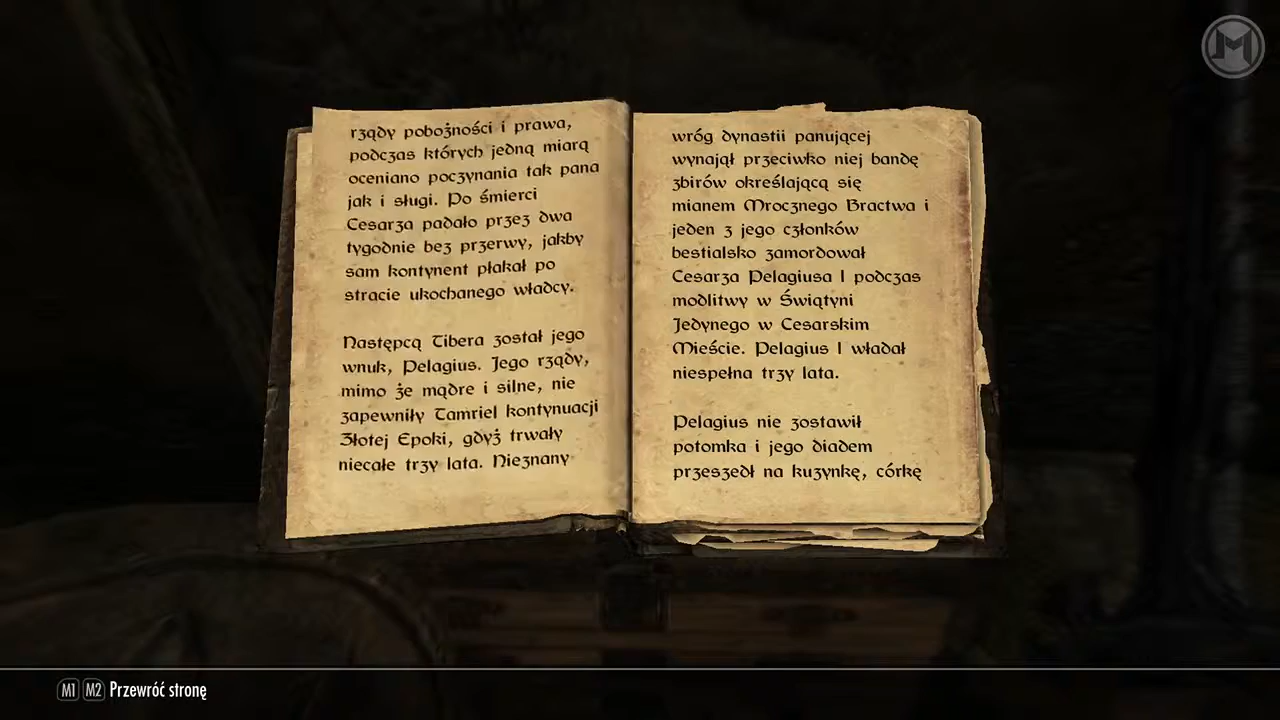 rządy pobożności i prawa,
podczas których jedną miarą
oceniano poczynania tak pana
jak i sługi. Po śmierci
Cesarza padało przez dwa
tygodnie bez przerwy, jakby
sam kontynent płakał po
stracie ukochanego władcy.
Następcą Tibera został jego
wnuk, Pelagius. Jego rządy,
mimo że mądre i silne, nie
zapewniły Tamriel kontynuacji
Złotej Epoki, gdyż trwały
niecałe trzy lata. Nieznany
wróg dynastii panującej
wynajął przeciwko niej bandę
zbirów określającą się
mianem Mrocznego Bractwa i
jeden z jego członków
bestialsko zamordował
Cesarza Pelagiusa I podczas
modlitwy w Świątyni
Jedynego w Cesarskim
Mieście. Pelagius I władał
niespełna trzy lata.
Pelagius nie zostawił
potomka i jego diadem
przeszedł na kuzynkę, córkę
M1 M2 Przewróć stronę